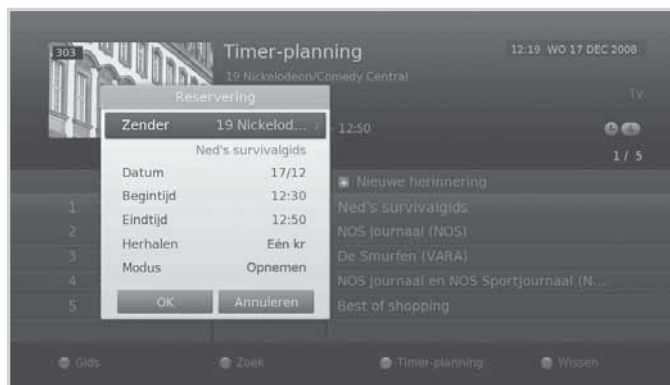 303
Timer-planning
12:19 WO 17 DEC 2008
19 Nickelodeon/Comedy Central
TV
Reservering
Zender 19 Nickelod...
12:50
Ned's survivalgids
1 / 5
Datum 17/12
Nieuwe herinnering
Begintijd 12:30
1 Ned's survivalgids
Eindtijd 12:50
2 NOS Journaal (NOS)
Herhalen Eén kr
3 De Smurfen (VARA)
Modus Opnemen
4 NOS Journaal en NOS Sportjournaal (N...
OK Annuleren
5 Best of shopping
Gids Zoek Timer-planning Wissen